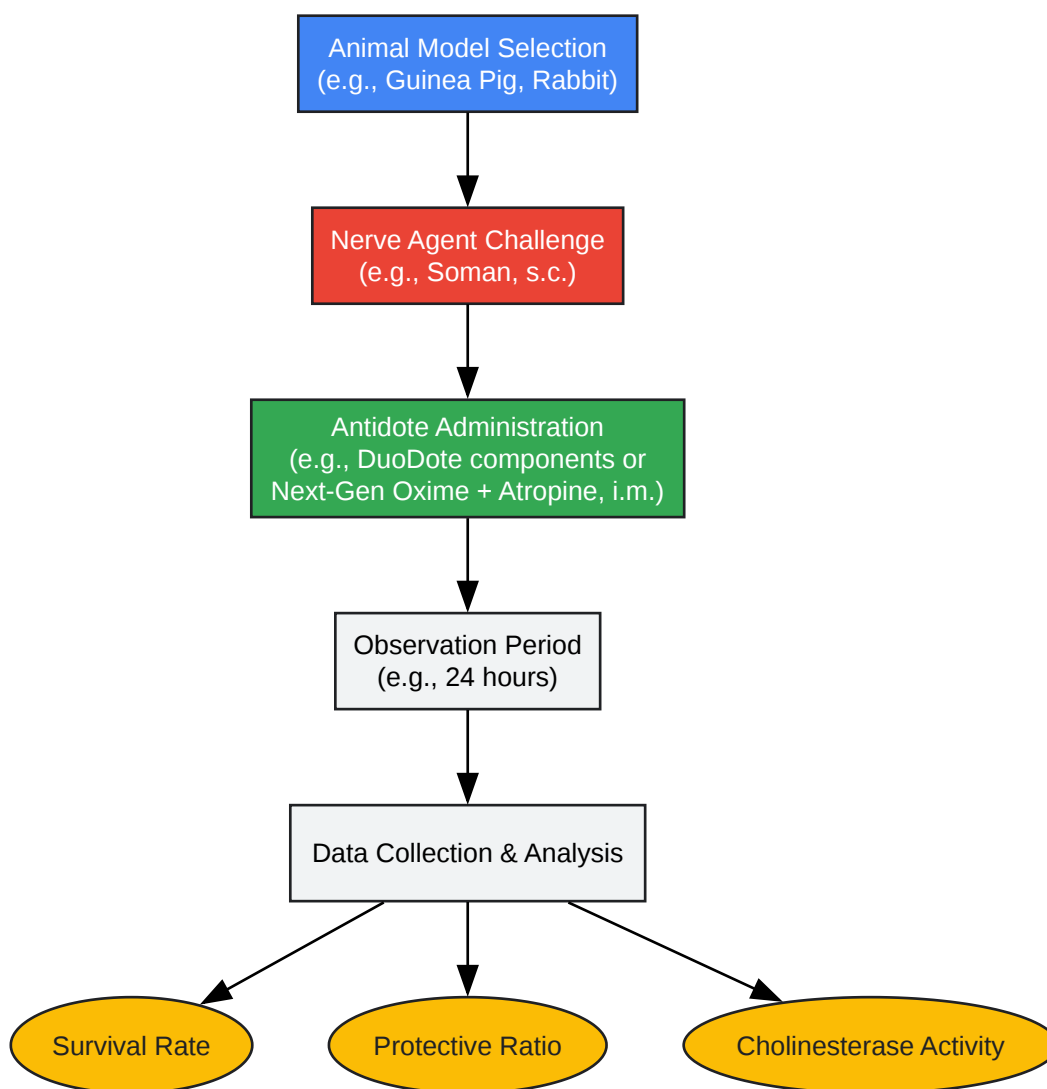 Animal Model Selection
(e.g., Guinea Pig, Rabbit)
Nerve Agent Challenge
(e.g., Soman, s.c.)
Antidote Administration
(e.g., DuoDote components or
Next-Gen Oxime + Atropine, i.m.)
Observation Period
(e.g., 24 hours)
Data Collection & Analysis
Survival Rate
Protective Ratio
Cholinesterase Activity